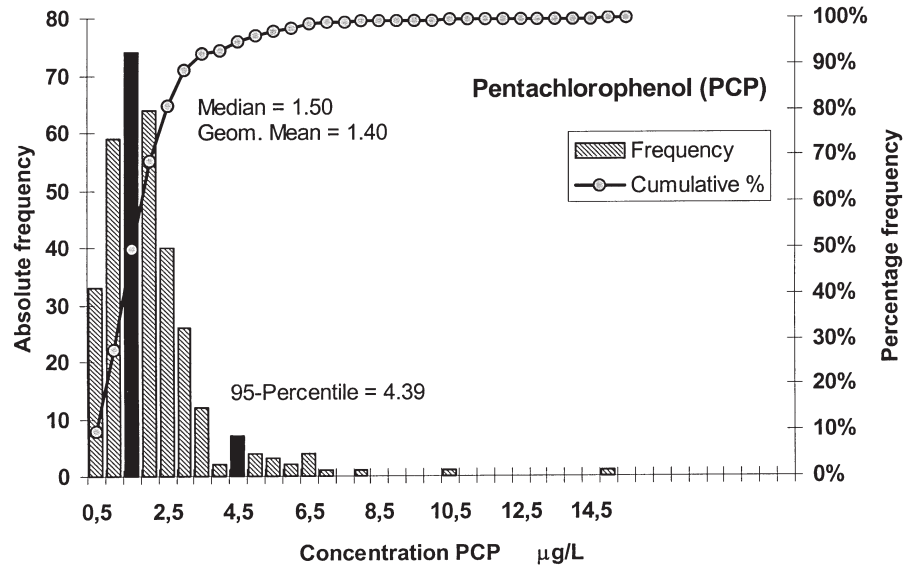 Pentachlorophenol (PCP)
Median = 1.50
Geom. Mean = 1.40
95-Percentile = 4.39
Frequency
Cumulative %
Absolute frequency
80
70
60
50
40
30
20
10
0
Percentage frequency
100%
90%
80%
70%
60%
50%
40%
30%
20%
10%
0%
0,5 2,5 4,5 6,5 8,5 10,5 12,5 14,5
Concentration PCP µg/L